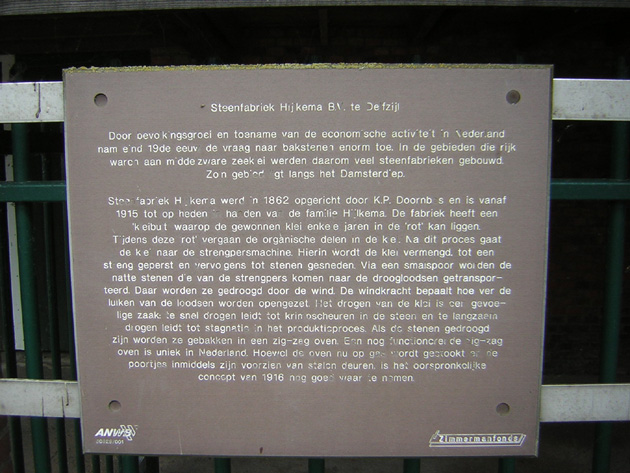 Steenfabriek Hijkema B.V. te Delfzijl
Door bevolkingsgroei en toename van de economische activiteit in Nederland
nam eind 19de eeuw de vraag naar bakstenen enorm toe. In de gebieden die rijk
waren aan middelzware zeeklei werden daarom veel steenfabrieken gebouwd.
Zo'n gebied ligt langs het Damsterdiep.
Steenfabriek Hijkema werd in 1862 opgericht door K.P. Doornbos en is vanaf
1915 tot op heden in handen van de familie Hijkema. De fabriek heeft een
'kleibult' waarop de gewonnen klei enkele jaren in de 'rot' kan liggen.
Tijdens deze 'rot' vergaan de organische delen in de klei. Na dit proces gaat
de klei naar de strengpersmachine. Hierin wordt de klei vermengd, tot een
streng geperst en vervolgens tot stenen gesneden. Via een smalspoor worden de
natte stenen die van de strengpers komen naar de droogloodsen getranspor-
teerd. Daar worden ze gedroogd door de wind. De windkracht bepaalt hoe ver de
luiken van de loodsen worden opengezet. Het drogen van de klei is een gevoe-
lige zaak: te snel drogen leidt tot krimpscheuren in de steen en te langzaam
drogen leidt tot stagnatie in het produktieproces. Als de stenen gedroogd
zijn worden ze gebakken in een zig-zag oven. Een nog functionerende zig-zag
oven is uniek in Nederland. Hoewel de oven nu op gas wordt gestookt en de
poortjes inmiddels zijn voorzien van stalen deuren, is het oorspronkelijke
concept van 1916 nog goed waar te nemen.
ANWB
Zimmermanfonds